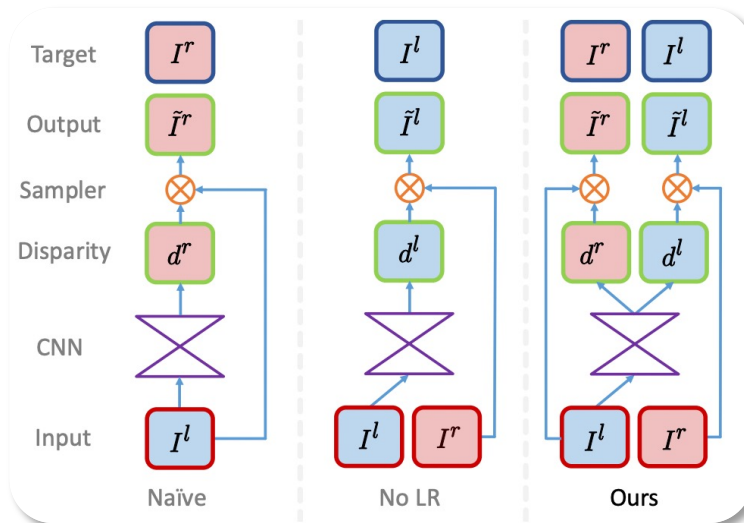 Target I^r I^l I^r I^l
Output Ĩ^r Ĩ^l Ĩ^r Ĩ^l
Sampler
Disparity d^r d^l d^r d^l
CNN
Input I^l I^l I^r I^l I^r
Naïve No LR Ours